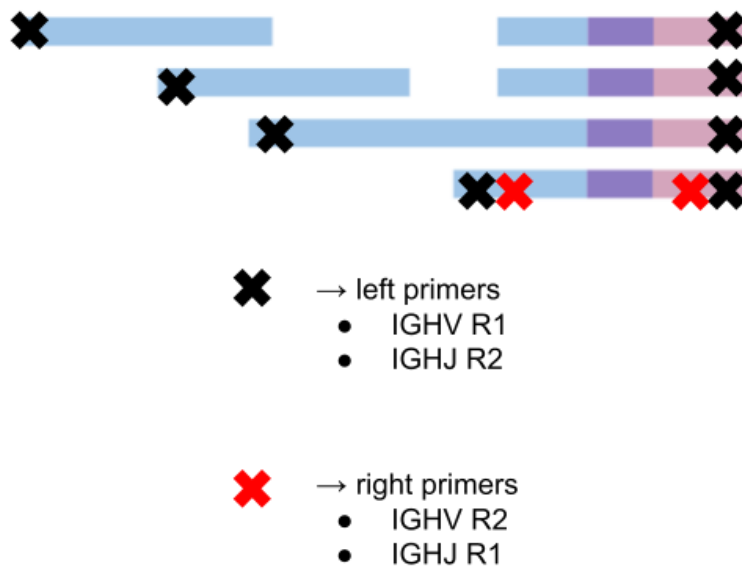 → left primers
● IGHV R1
● IGHJ R2
→ right primers
● IGHV R2
● IGHJ R1